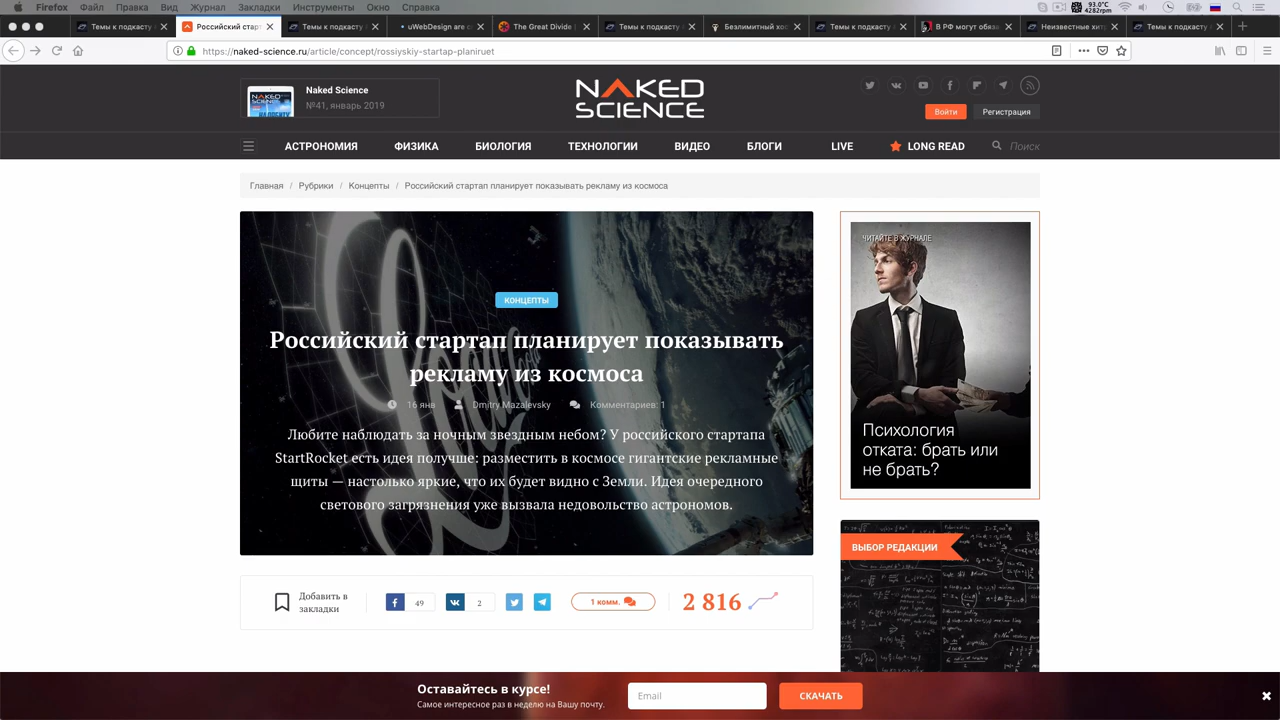 Firefox Файл Правка Вид Журнал Закладки Инструменты Окно Справка
93.0°C
4282rpm
Темы к подкасту
Российский стар
Темы к подкасту
uWebDesign are c
The Great Divide
Темы к подкасту
Безлимитный хос
Темы к подкасту
В РФ могут обяза
Неизвестные хит
Темы к подкасту
https://naked-science.ru/article/concept/rossiyskiy-startap-planiruet
Naked Science
№41, январь 2019
NAKED
SCIENCE
Войти
Регистрация
АСТРОНОМИЯ ФИЗИКА БИОЛОГИЯ ТЕХНОЛОГИИ ВИДЕО БЛОГИ LIVE LONG READ Поиск
Главная / Рубрики / Концепты / Российский стартап планирует показывать рекламу из космоса
КОНЦЕПТЫ
Российский стартап планирует показывать
рекламу из космоса
16 янв Dmitry Mazalevsky Комментариев: 1
Любите наблюдать за ночным звездным небом? У российского стартапа
StartRocket есть идея получше: разместить в космосе гигантские рекламные
щиты — настолько яркие, что их будет видно с Земли. Идея очередного
светового загрязнения уже вызвала недовольство астрономов.
ЧИТАЙТЕ В ЖУРНАЛЕ
Психология
отката: брать или
не брать?
ВЫБОР РЕДАКЦИИ
Добавить в
закладки
49
2
1 комм.
2 816
Оставайтесь в курсе!
Самое интересное раз в неделю на Вашу почту.
Email
СКАЧАТЬ